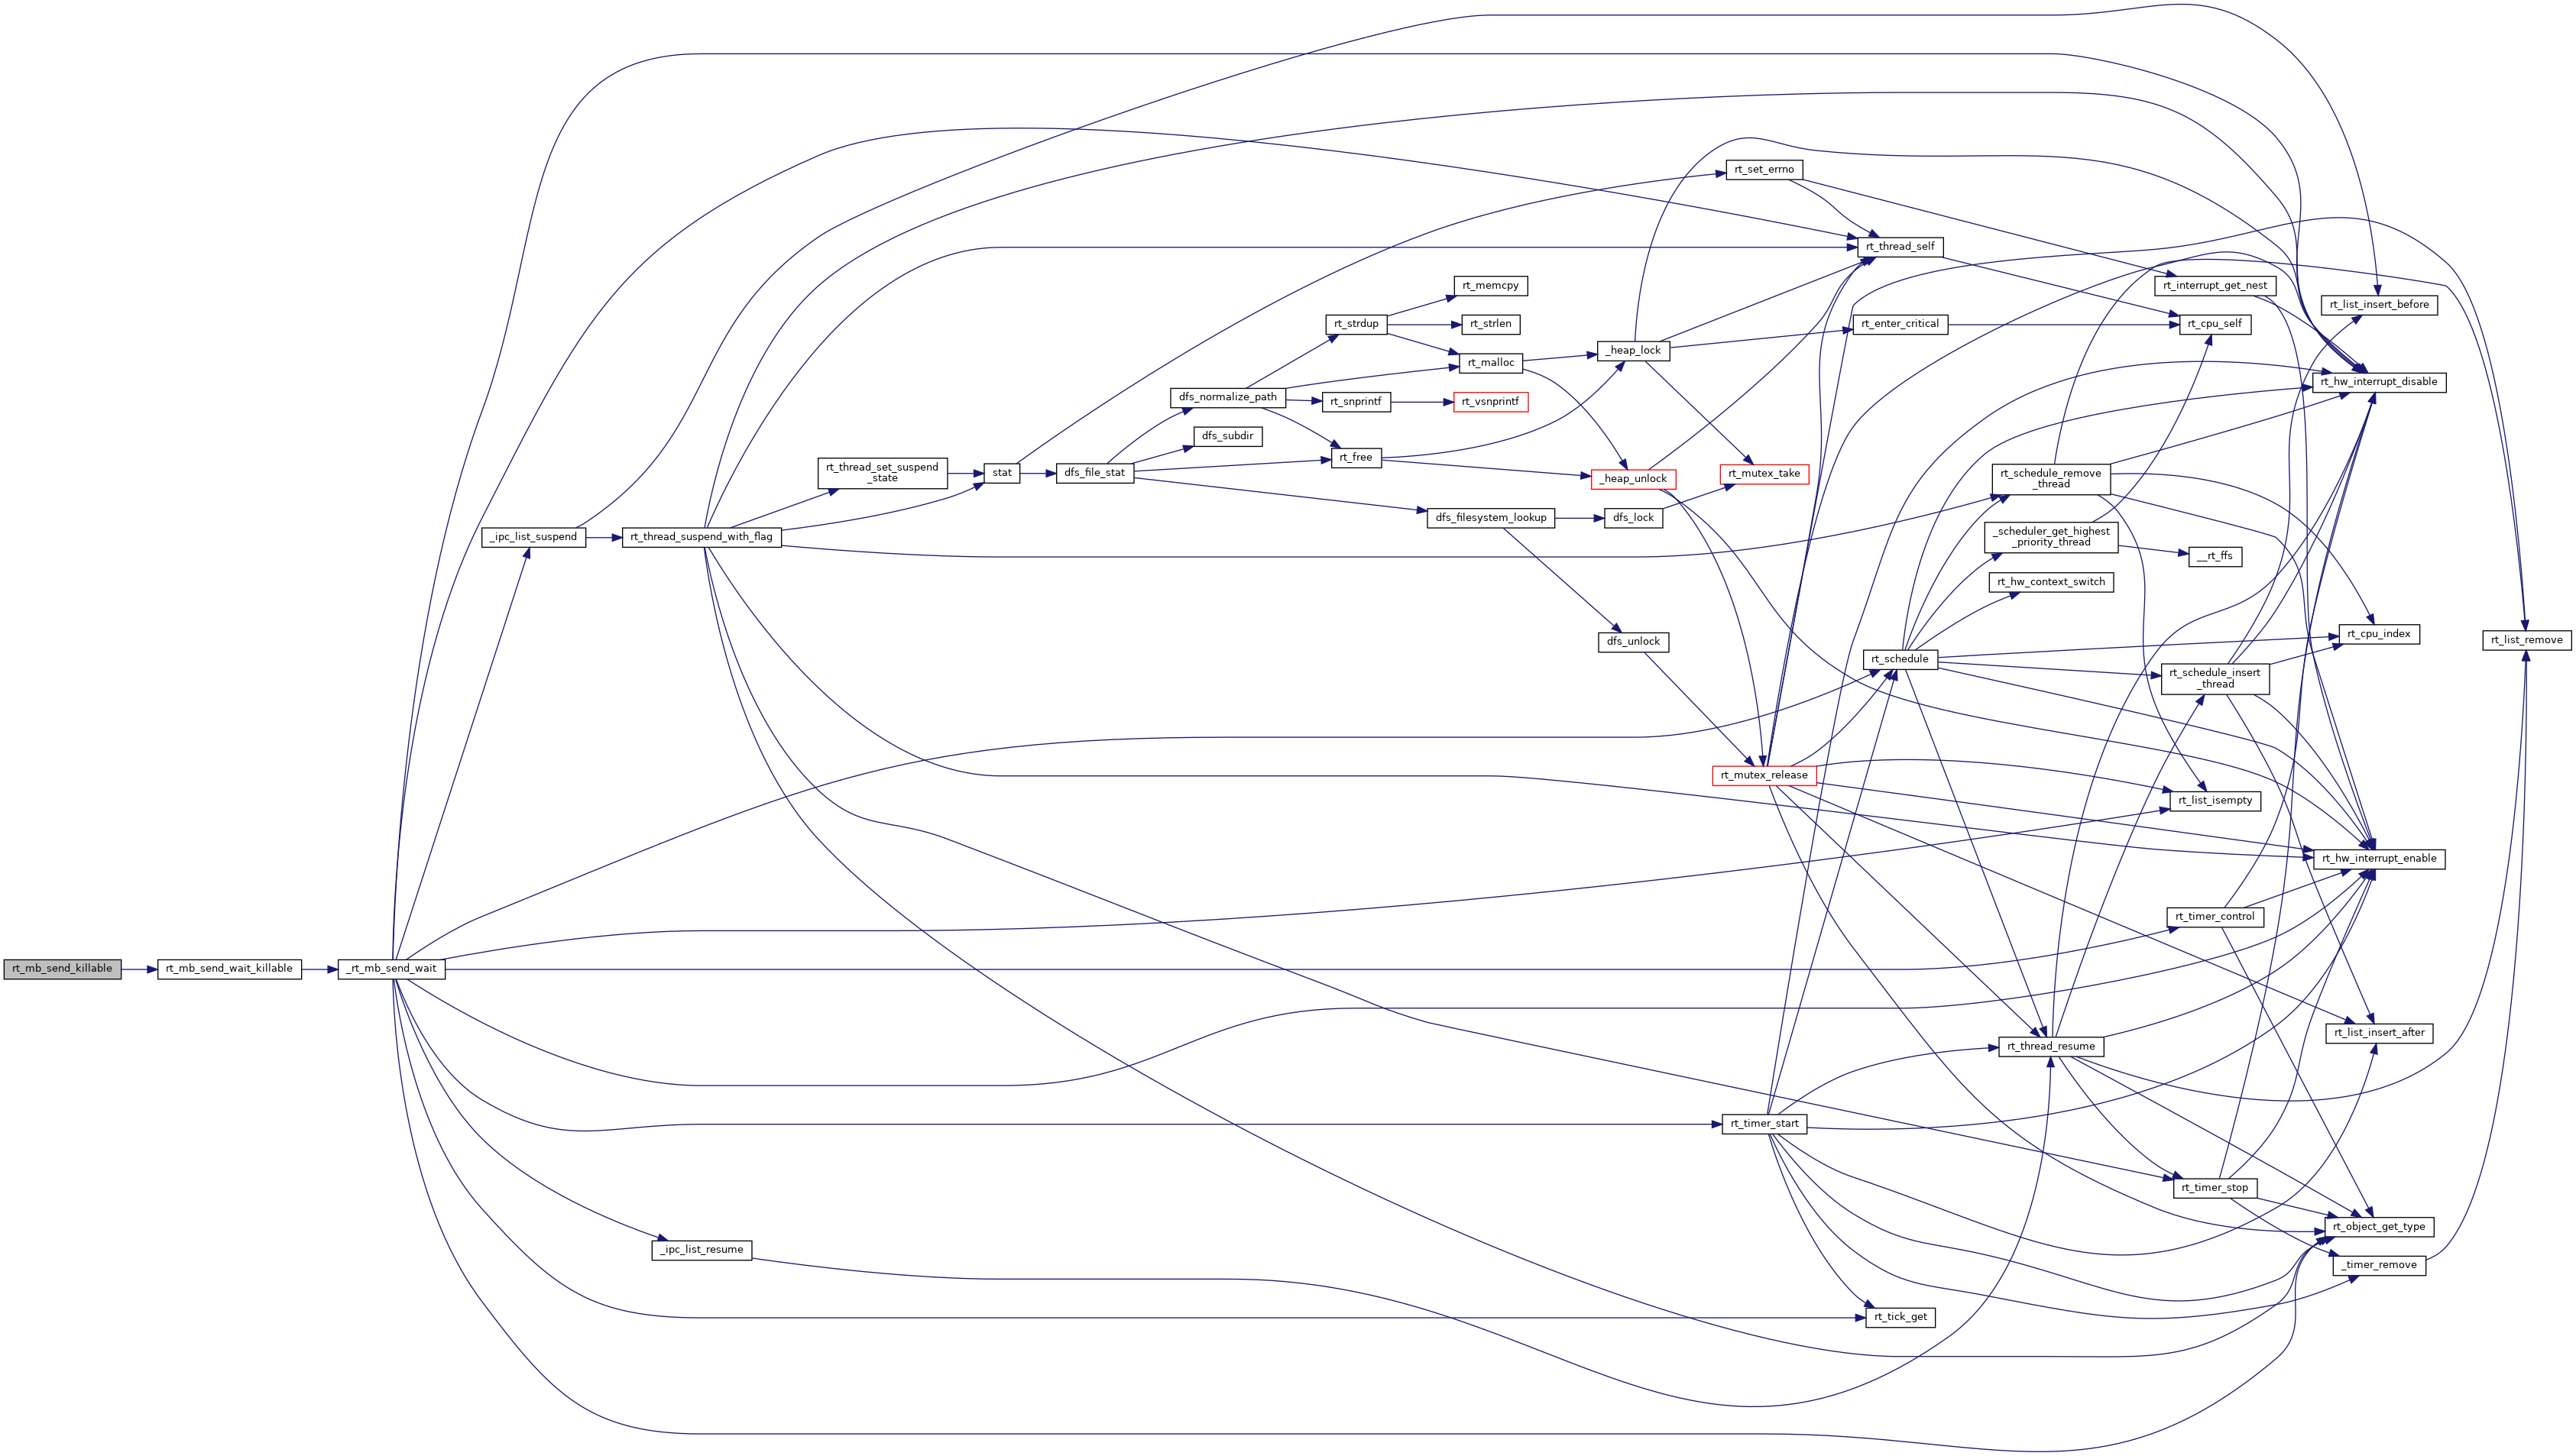 rt_mb_send_killable
rt_mb_send_wait_killable
_rt_mb_send_wait
_ipc_list_suspend
_ipc_list_resume
rt_thread_suspend_with_flag
rt_thread_set_suspend
_state
stat
dfs_file_stat
dfs_normalize_path
dfs_subdir
rt_strdup
rt_snprintf
rt_free
rt_memcpy
rt_strlen
rt_malloc
rt_vsnprintf
dfs_filesystem_lookup
_heap_lock
_heap_unlock
dfs_lock
dfs_unlock
rt_set_errno
rt_mutex_take
rt_mutex_release
rt_timer_start
rt_thread_self
rt_enter_critical
rt_schedule
rt_tick_get
rt_schedule_remove
_thread
_scheduler_get_highest
_priority_thread
rt_hw_context_switch
rt_thread_resume
rt_interrupt_get_nest
rt_cpu_self
__rt_ffs
rt_schedule_insert
_thread
rt_list_isempty
rt_timer_control
rt_timer_stop
rt_list_insert_before
rt_hw_interrupt_disable
rt_cpu_index
rt_hw_interrupt_enable
rt_list_insert_after
rt_object_get_type
_timer_remove
rt_list_remove